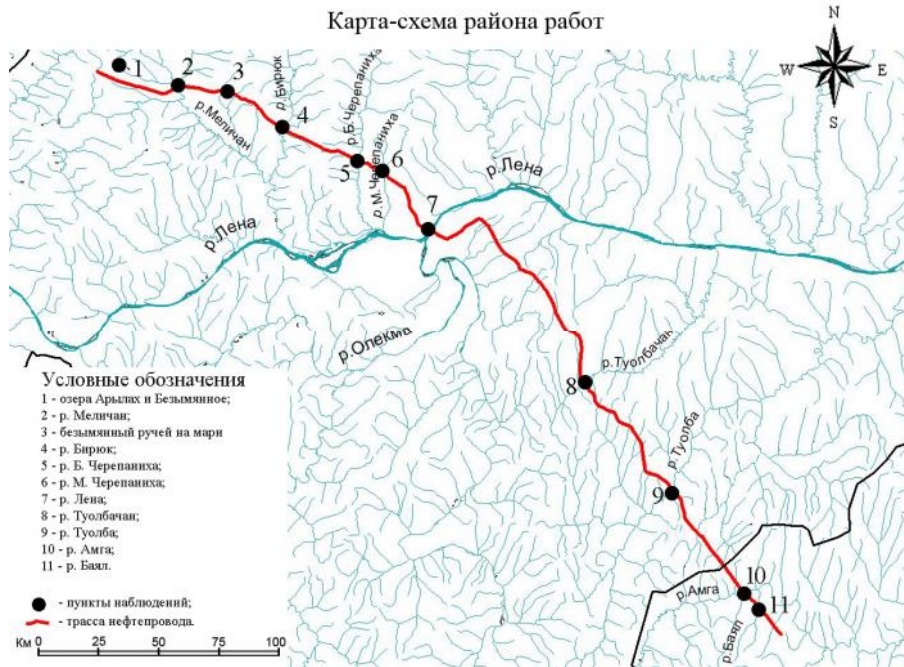 Карта-схема района работ
N
W E
S
1
2
3
р.Бирюк
р.Меличан
4
р.Б. Черепаниха
р.М. Черепаниха
5
6
7
р.Лена
р.Лена
р.Олекма
р.Туолбачан
8
р.Туолба
9
10
р.Амга
11
р.Баял
Условные обозначения
1 - озера Арылах и Безымянное;
2 - р. Меличан;
3 - безымянный ручей на мари
4 - р. Бирюк;
5 - р. Б. Черепаниха;
6 - р. М. Черепаниха;
7 - р. Лена;
8 - р. Туолбачан;
9 - р. Туолба;
10 - р. Амга;
11 - р. Баял.
- пункты наблюдений;
- трасса нефтепровода.
Км
0 25 50 75 100